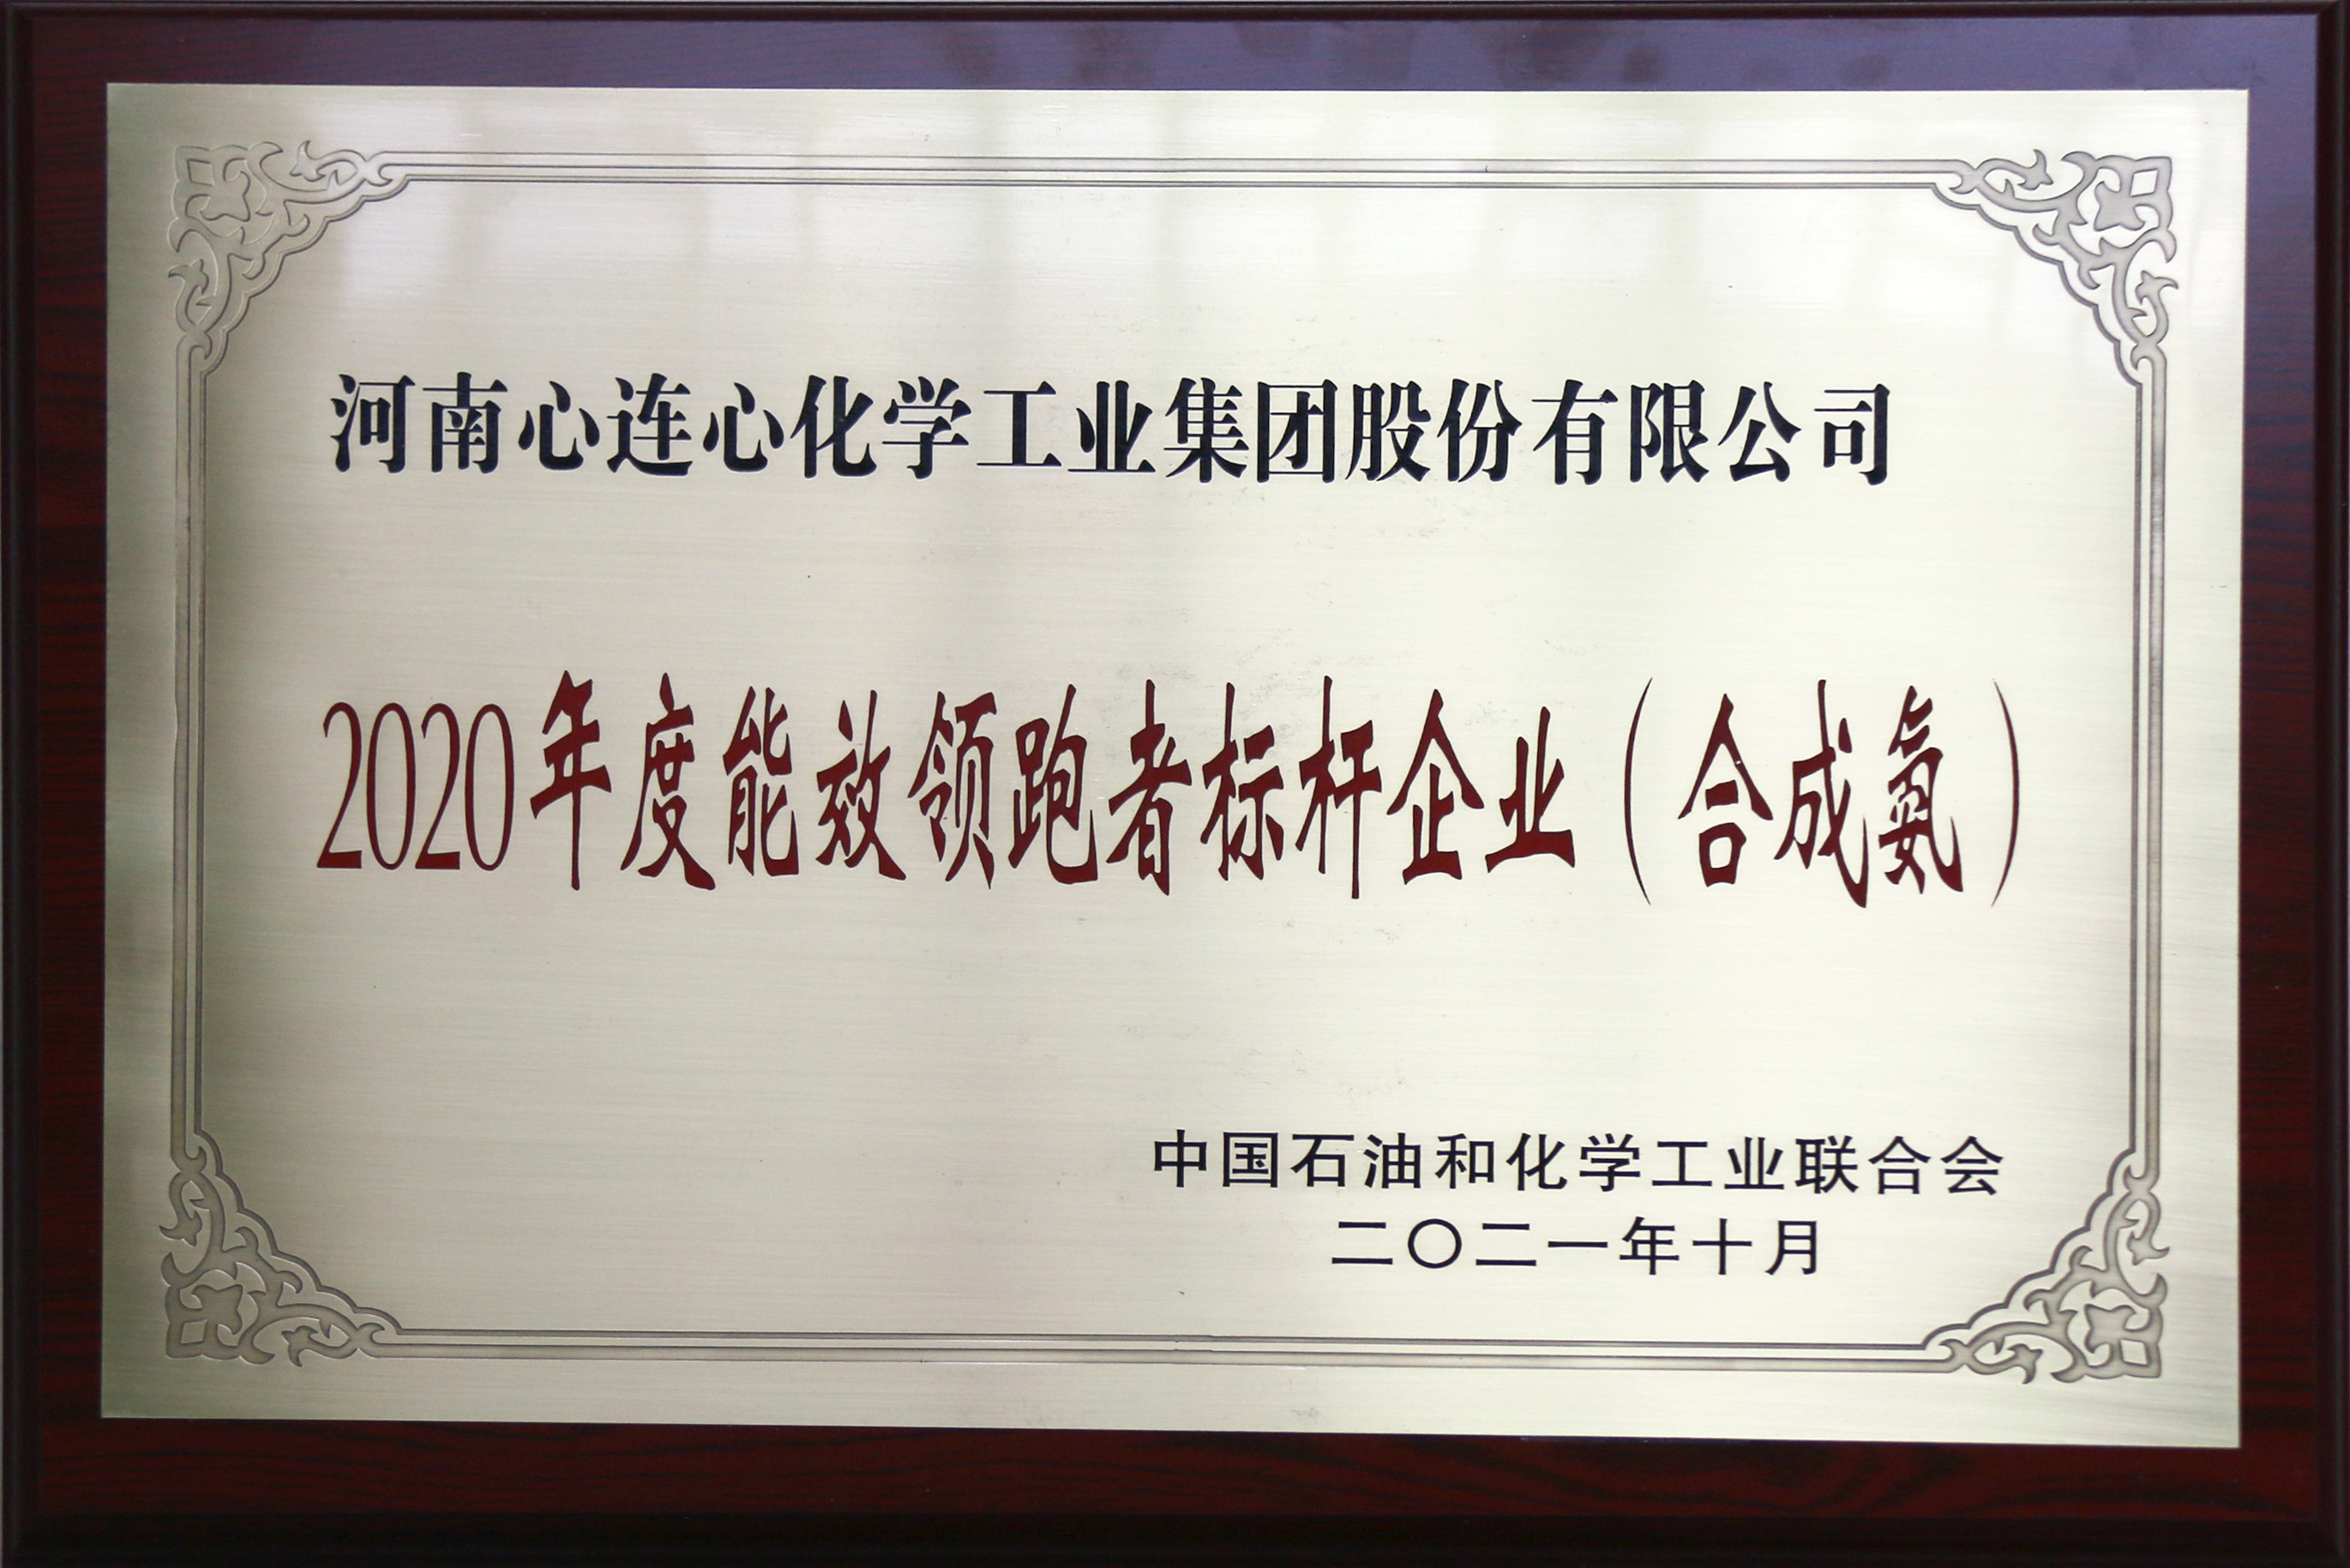 河南心连心化学工业集团股份有限公司
2020年度能效领跑者标杆企业（合成氨）
中国石油和化学工业联合会
二〇二一年十月